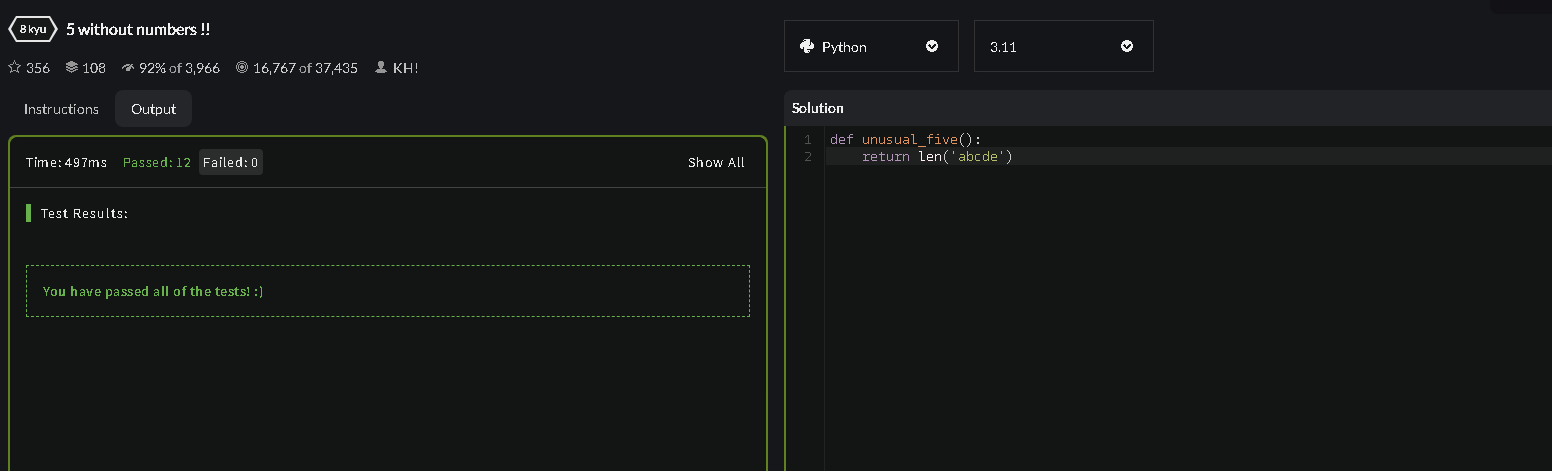 8 kyu 5 without numbers !!
356 108 92% of 3,966 16,767 of 37,435 KH!
Instructions Output
Time: 497ms Passed: 12 Failed: 0 Show All
Test Results:
You have passed all of the tests! :)
Python 3.11
Solution
1 def unusual_five():
2 return len('abcde')